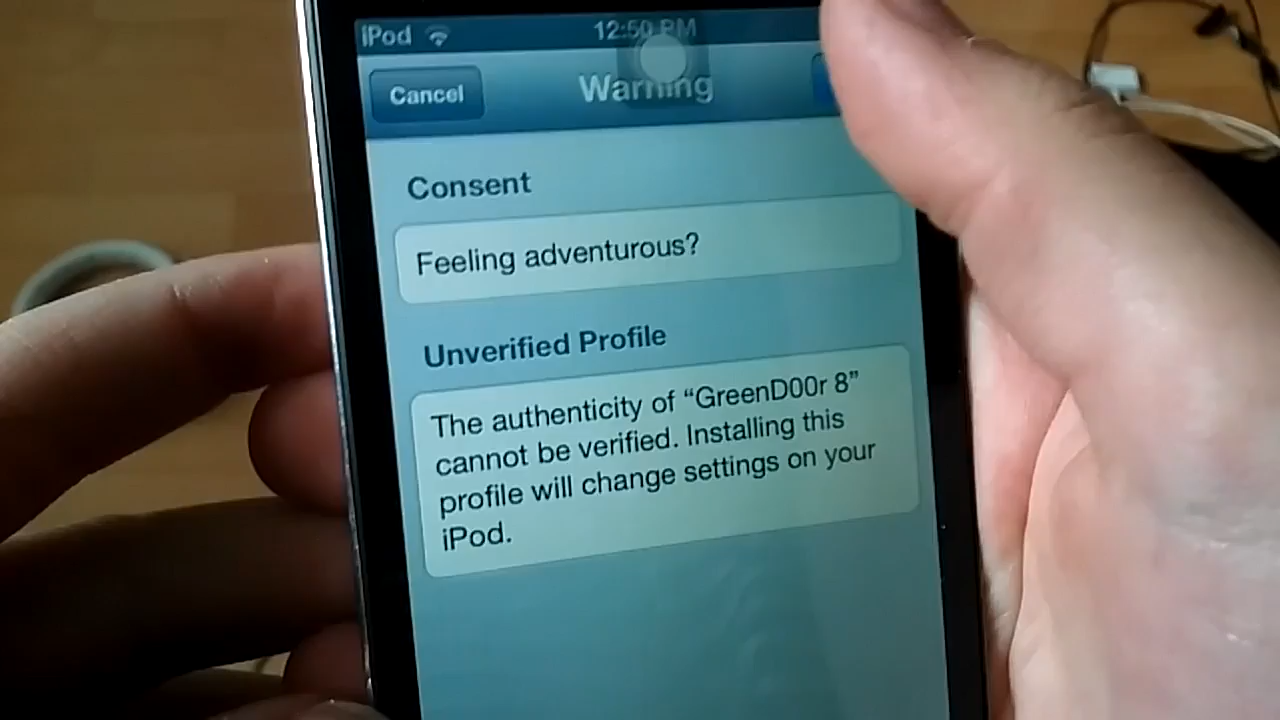 iPod 12:50 PM
Cancel Warning
Consent
Feeling adventurous?
Unverified Profile
The authenticity of “GreenD00r 8”
cannot be verified. Installing this
profile will change settings on your
iPod.